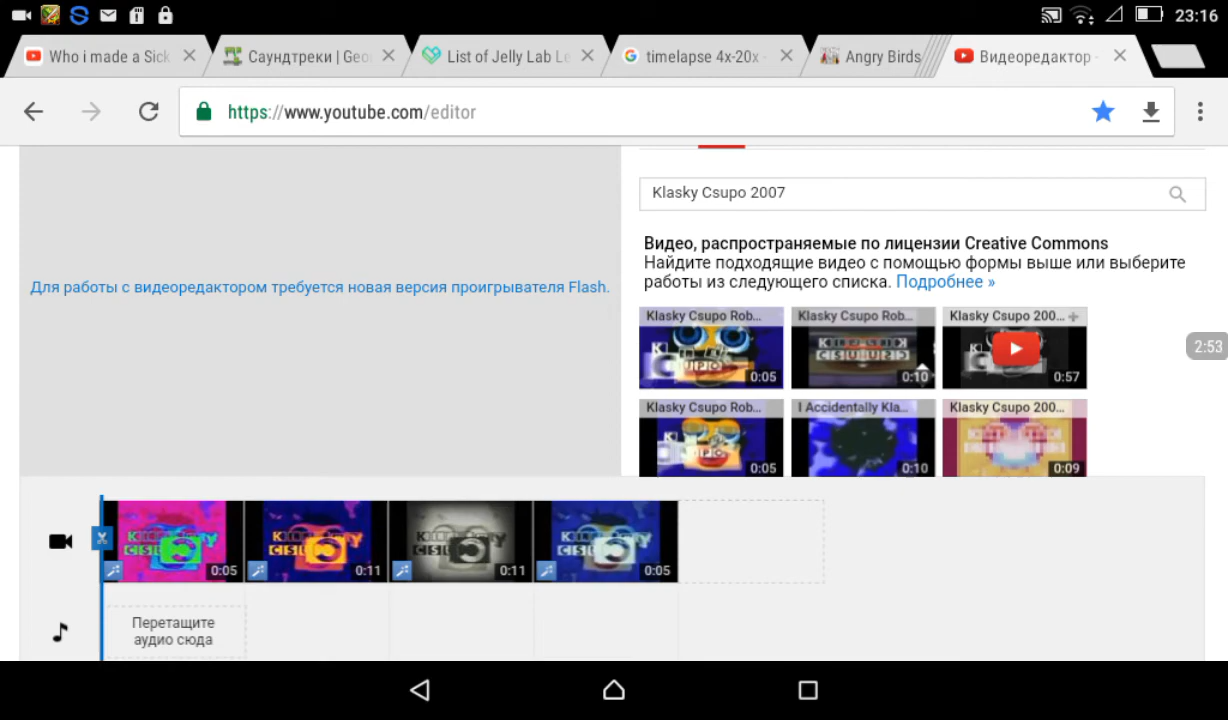 23:16
Who i made a Sick
Саундтреки | Geo
List of Jelly Lab Le
timelapse 4x-20x -
Angry Birds
Видеоредактор -
https://www.youtube.com/editor
Klasky Csupo 2007
Для работы с видеоредактором требуется новая версия проигрывателя Flash.
Видео, распространяемые по лицензии Creative Commons
Найдите подходящие видео с помощью формы выше или выберите
работы из следующего списка. Подробнее »
Klasky Csupo Rob...
Klasky Csupo Rob...
Klasky Csupo 200...
0:05
0:10
0:57
2:53
Klasky Csupo Rob...
I Accidentally Kla...
Klasky Csupo 200...
0:05
0:10
0:09
0:05
0:11
0:11
0:05
Перетащите
аудио сюда